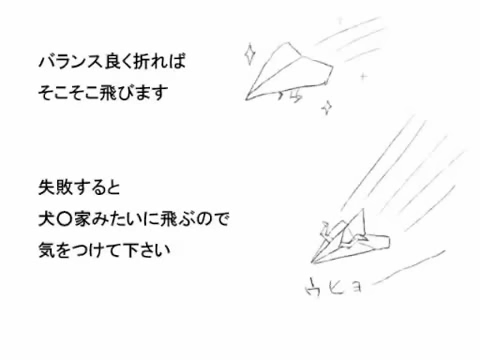 バランス良く折れば
そこそこ飛びます
失敗すると
犬〇家みたいに飛ぶので
気をつけて下さい
ウヒョ